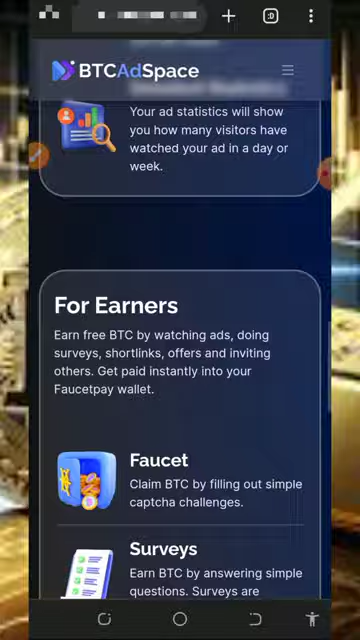 :D
BTCAdSpace
Your ad statistics will show
you how many visitors have
watched your ad in a day or
week.
For Earners
Earn free BTC by watching ads, doing
surveys, shortlinks, offers and inviting
others. Get paid instantly into your
Faucetpay wallet.
Faucet
Claim BTC by filling out simple
captcha challenges.
Surveys
Earn BTC by answering simple
questions. Surveys are